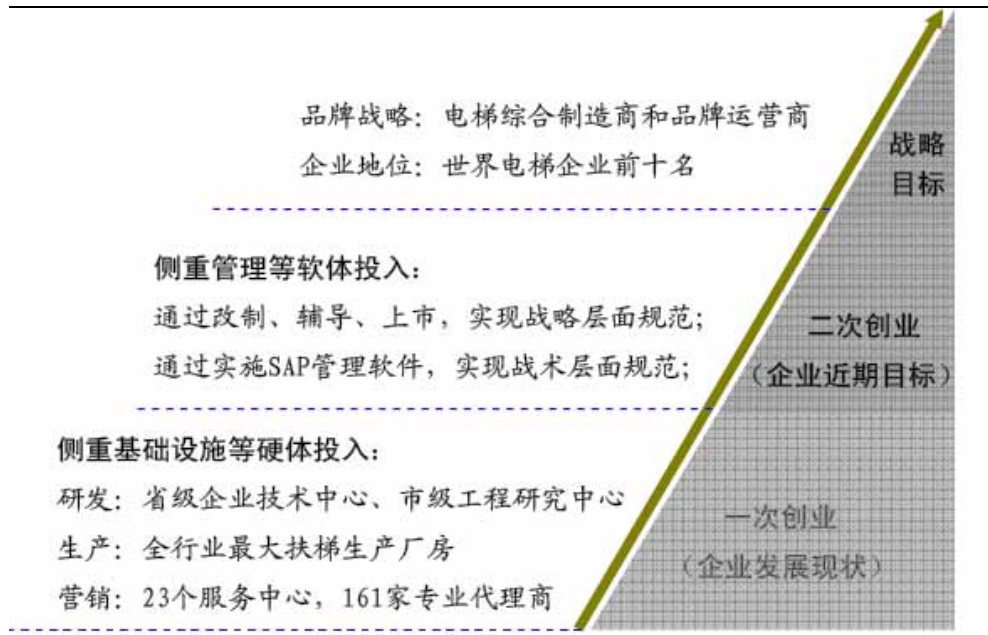 品牌战略：电梯综合制造商和品牌运营商
企业地位：世界电梯企业前十名
战略
目标
侧重管理等软体投入：
通过改制、辅导、上市，实现战略层面规范；
通过实施SAP管理软件，实现战术层面规范；
二次创业
（企业近期目标）
侧重基础设施等硬体投入：
研发：省级企业技术中心、市级工程研究中心
生产：全行业最大扶梯生产厂房
营销：23个服务中心，161家专业代理商
一次创业
（企业发展现状）